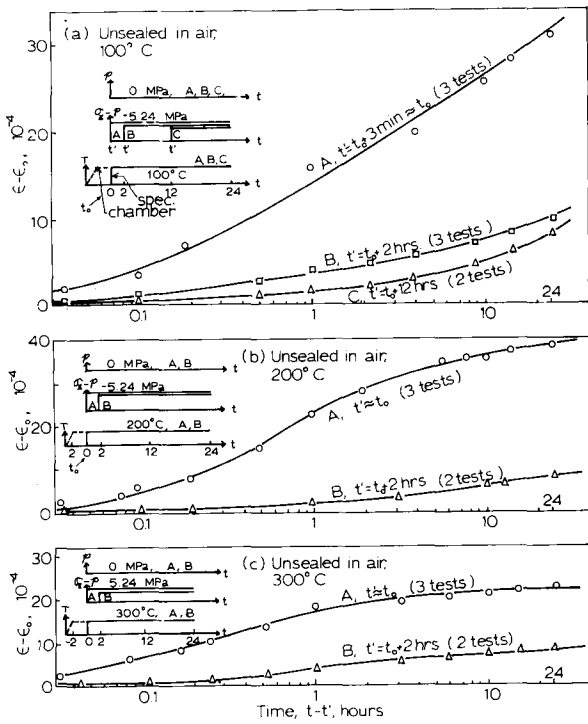 (a) Unsealed in air,
100° C
30
20
10
0
ϵ-ϵ₀, 10⁻⁴
p
0 MPa, A,B,C,
t
σ-p
5.24 MPa
A B C
t' t' t'
t
T
A,B,C
100°C
0 2 12 24
t
t₀
spec.
chamber
A, t'=t₀+3min≈t₀ (3 tests)
B, t'=t₀+2hrs (3 tests)
C, t'=t₀+12hrs (2 tests)
0.1 1 10 24
(b) Unsealed in air,
200° C
40
20
0
ϵ-ϵ₀, 10⁻⁴
p
0 MPa, A,B
t
σ-p
5.24 MPa
A B
t
T
200°C, A,B
-2 0 2 12 24
t
t₀
A, t'≈t₀ (3 tests)
B, t'=t₀+2hrs (2 tests)
0.1 1 10 24
(c) Unsealed in air,
300°C
30
20
10
0
ϵ-ϵ₀, 10⁻⁴
p
0 MPa, A,B
t
σ-p
5.24 MPa
A B
t
T
300°C, A,B
-2 0 2 12 24
t
A, t'≈t₀ (3 tests)
B, t'=t₀+2hrs (2 tests)
0.1 1 10 24
Time, t-t', hours